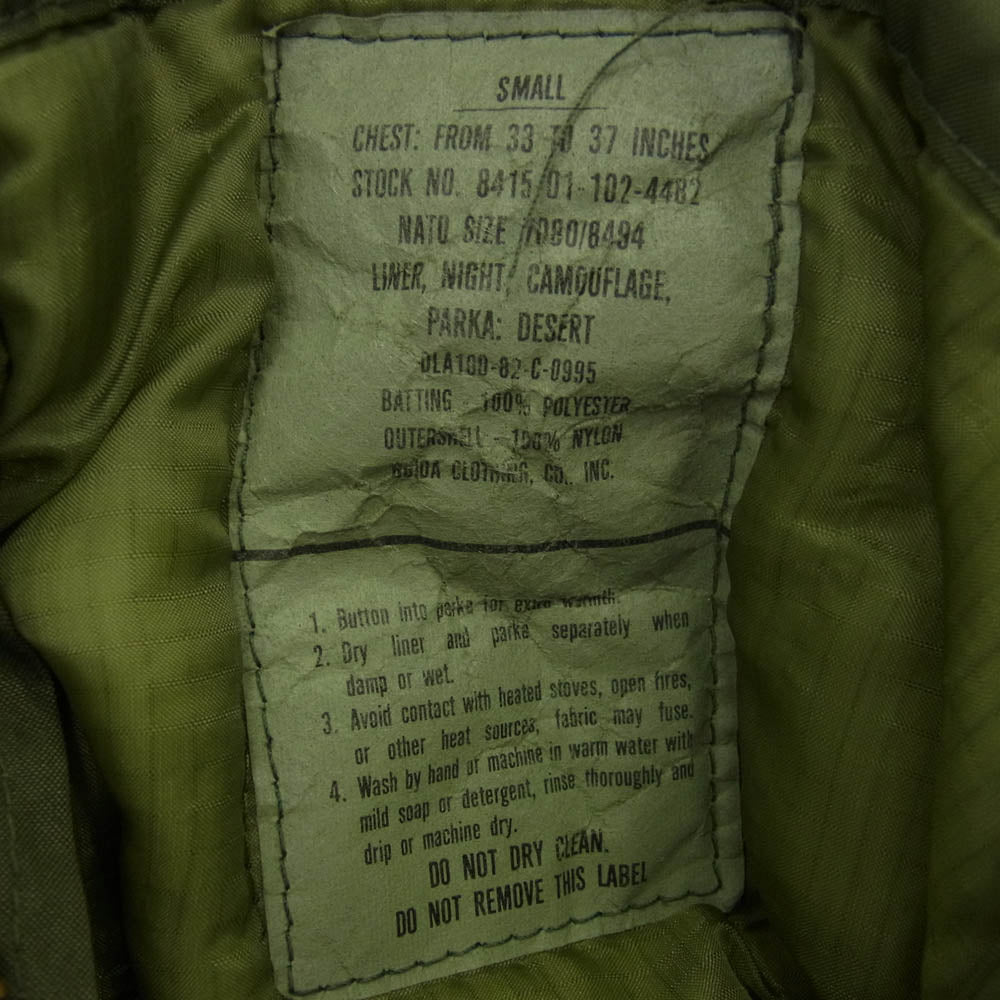 SMALL
CHEST: FROM 33 TO 37 INCHES
STOCK NO. 8415-01-102-4482
NATO SIZE 7080/8494
LINER, NIGHT, CAMOUFLAGE,
PARKA: DESERT
DLA100-82-C-0995
BATTING - 100% POLYESTER
OUTERSHELL - 100% NYLON
CLOTHING, CO., INC.
1. Button into parka for extra warmth.
2. Dry liner and parka separately when
damp or wet.
3. Avoid contact with heated stoves, open fires,
or other heat sources, fabric may fuse.
4. Wash by hand or machine in warm water with
mild soap or detergent, rinse thoroughly and
drip or machine dry.
DO NOT DRY CLEAN.
DO NOT REMOVE THIS LABEL